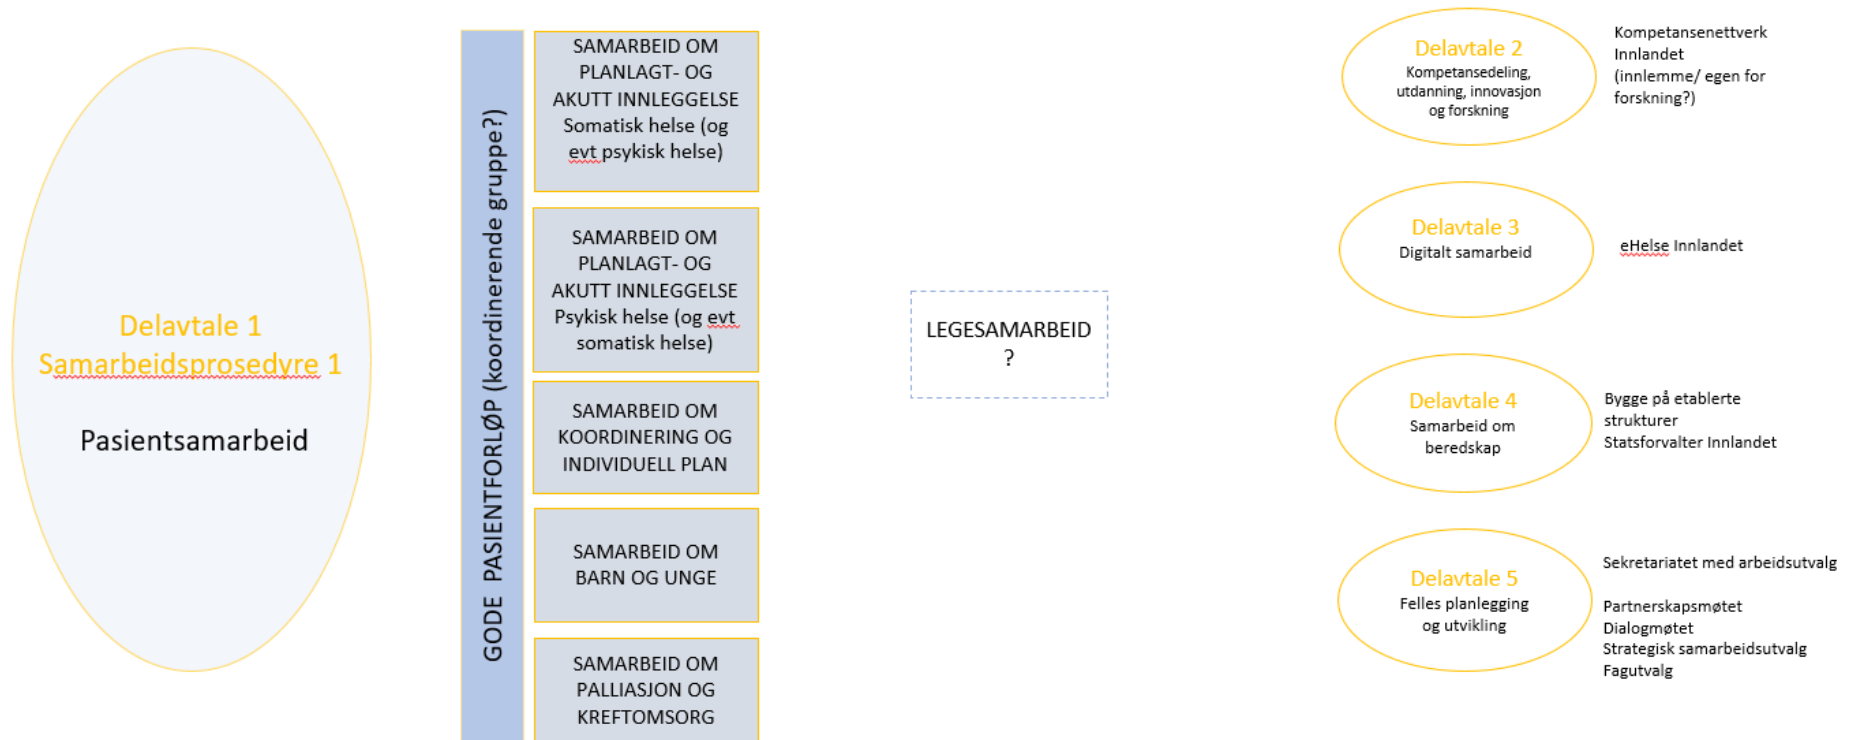 Delavtale 1
Samarbeidsprosedyre 1
Pasientsamarbeid
GODE PASIENTFORLØP (koordinerende gruppe?)
SAMARBEID OM
PLANLAGT- OG
AKUTT INNLEGGELSE
Somatisk helse (og
evt psykisk helse)
SAMARBEID OM
PLANLAGT- OG
AKUTT INNLEGGELSE
Psykisk helse (og evt
somatisk helse)
SAMARBEID OM
KOORDINERING OG
INDIVIDUELL PLAN
SAMARBEID OM
BARN OG UNGE
SAMARBEID OM
PALLIASJON OG
KREFTOMSORG
LEGESAMARBEID
?
Delavtale 2
Kompetansedeling,
utdanning, innovasjon
og forskning
Kompetansenettverk
Innlandet
(innlemme/ egen for
forskning?)
Delavtale 3
Digitalt samarbeid
eHelse Innlandet
Delavtale 4
Samarbeid om
beredskap
Bygge på etablerte
strukturer
Statsforvalter Innlandet
Delavtale 5
Felles planlegging
og utvikling
Sekretariatet med arbeidsutvalg
Partnerskapsmøtet
Dialogmøtet
Strategisk samarbeidsutvalg
Fagutvalg